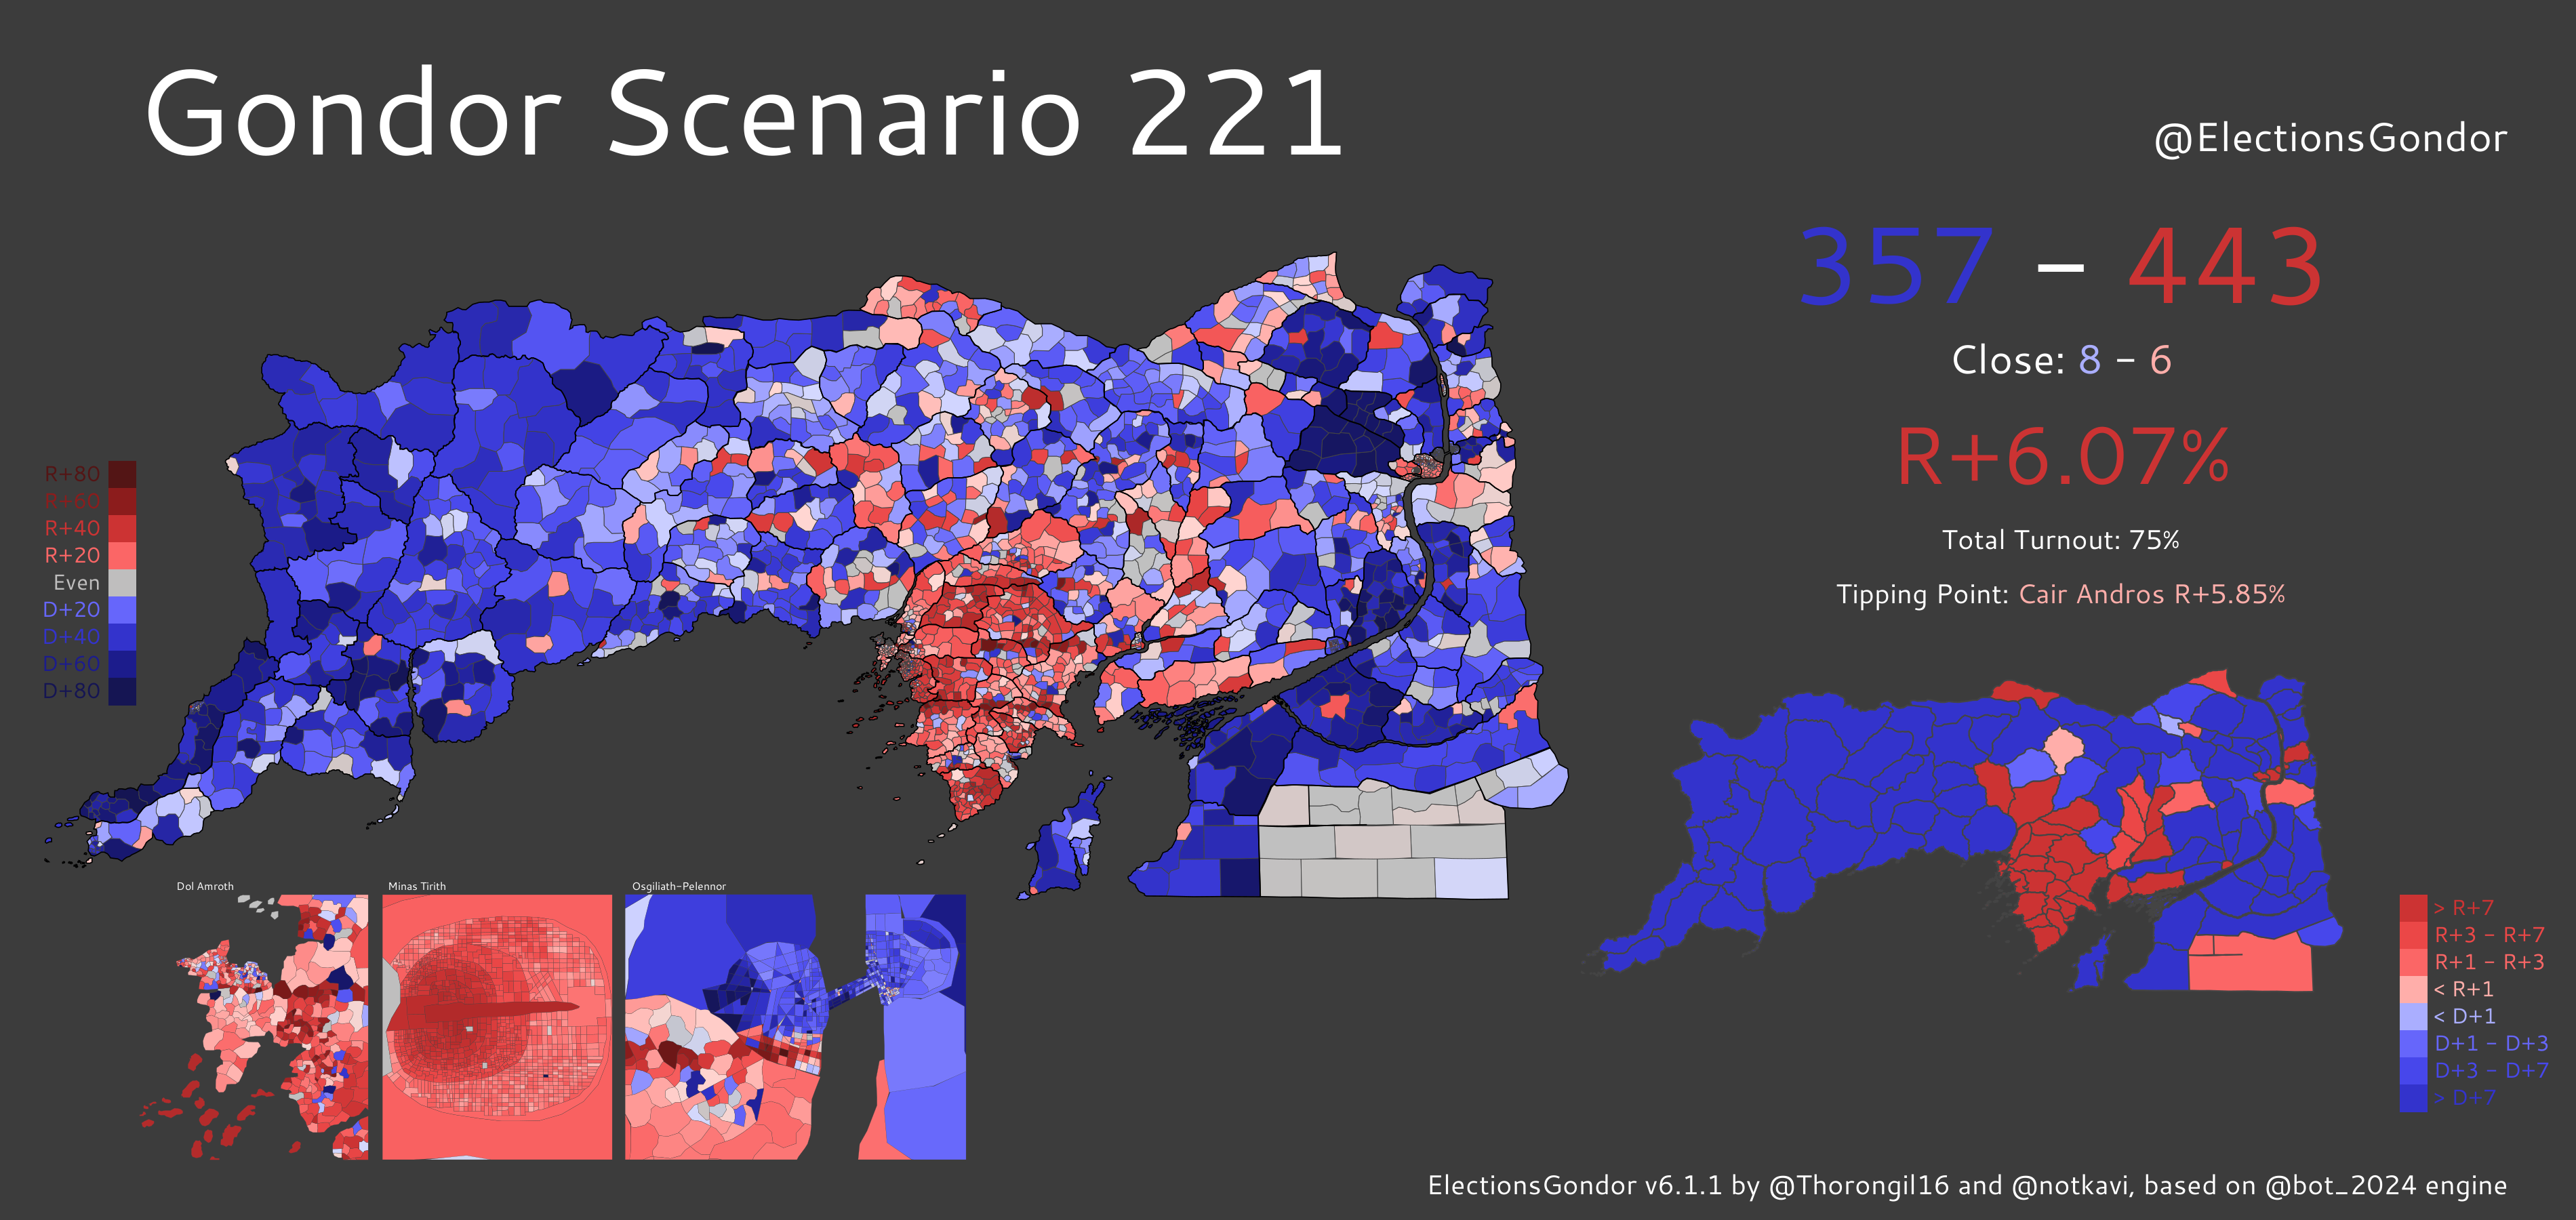 Gondor Scenario 221
@ElectionsGondor
357 – 443
Close: 8 - 6
R+6.07%
Total Turnout: 75%
Tipping Point: Cair Andros R+5.85%
R+80
R+60
R+40
R+20
Even
D+20
D+40
D+60
D+80
Dol Amroth
Minas Tirith
Osgiliath-Pelennor
> R+7
R+3 - R+7
R+1 - R+3
< R+1
< D+1
D+1 - D+3
D+3 - D+7
> D+7
ElectionsGondor v6.1.1 by @Thorongil16 and @notkavi, based on @bot_2024 engine